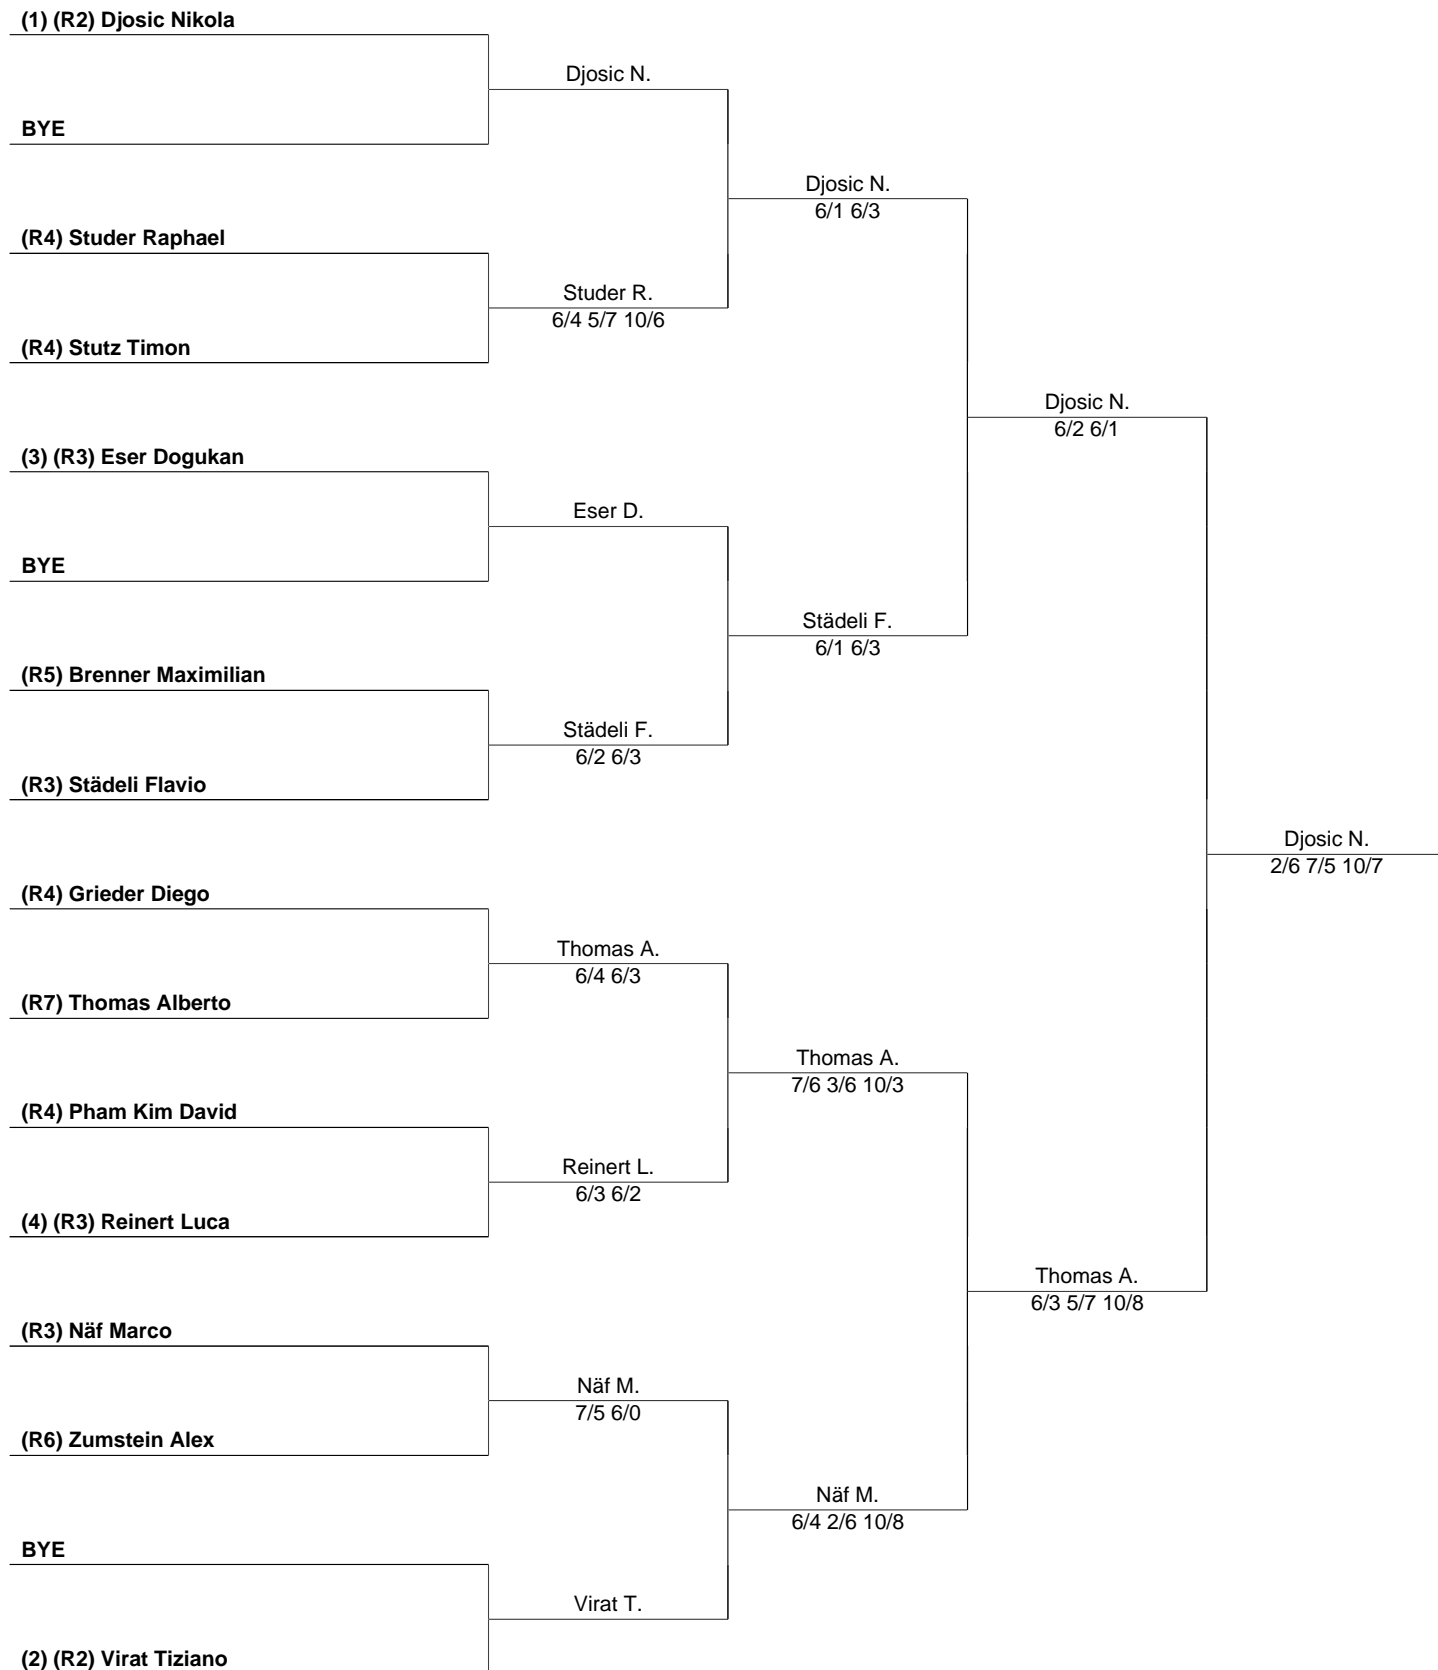 (1) (R2) Djosic Nikola
Djosic N.
BYE
Djosic N.
6/1 6/3
(R4) Studer Raphael
Studer R.
6/4 5/7 10/6
(R4) Stutz Timon
Djosic N.
6/2 6/1
(3) (R3) Eser Dogukan
Eser D.
BYE
Städeli F.
6/1 6/3
(R5) Brenner Maximilian
Städeli F.
6/2 6/3
(R3) Städeli Flavio
Djosic N.
2/6 7/5 10/7
(R4) Grieder Diego
Thomas A.
6/4 6/3
(R7) Thomas Alberto
Thomas A.
7/6 3/6 10/3
(R4) Pham Kim David
Reinert L.
6/3 6/2
(4) (R3) Reinert Luca
Thomas A.
6/3 5/7 10/8
(R3) Näf Marco
Näf M.
7/5 6/0
(R6) Zumstein Alex
Näf M.
6/4 2/6 10/8
BYE
Virat T.
(2) (R2) Virat Tiziano